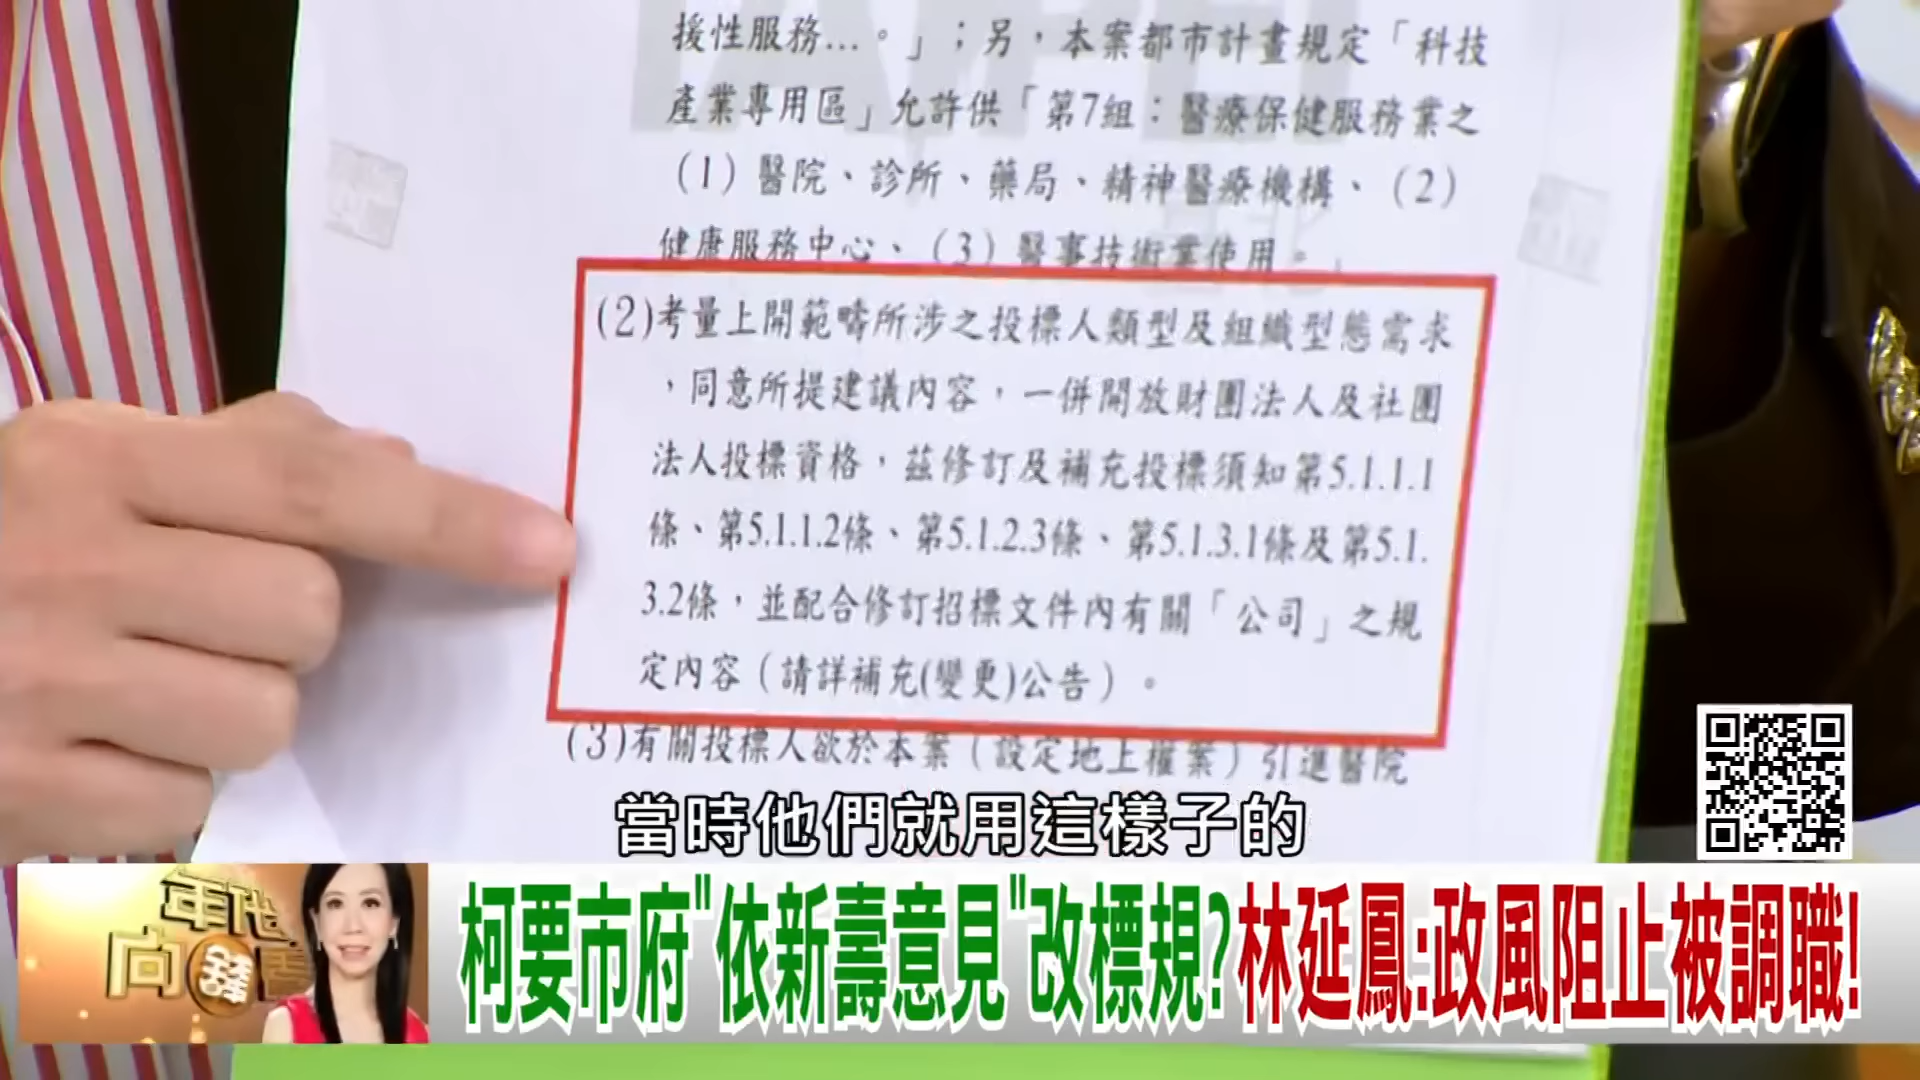 援性服務...。」；另，本案都市計畫規定「科技
產業專用區」允許供「第7組：醫療保健服務業之
(1)醫院、診所、藥局、精神醫療機構、(2)
健康服務中心、(3)醫事技術業使用。」
(2)考量上開範疇所涉之投標人類型及組織型態需求
，同意所提建議內容，一併開放財團法人及社團
法人投標資格，茲修訂及補充投標須知第5.1.1.1
條、第5.1.1.2條、第5.1.2.3條、第5.1.3.1條及第5.1.
3.2條，並配合修訂招標文件內有關「公司」之規
定內容（請詳補充(變更)公告）。
(3)有關投標人欲於本案（設定地上權案）引進醫院
當時他們就用這樣子的
年代
向錢看
柯要市府"依新壽意見"改標規?林延鳳:政風阻止被調職!